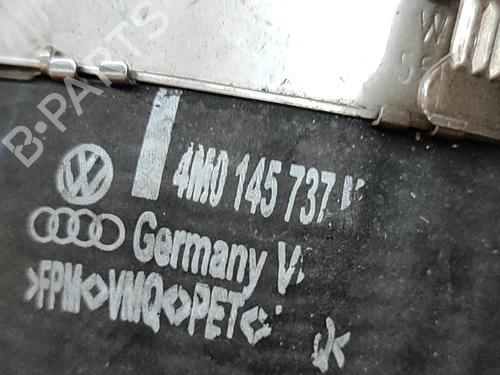 B·PARTS
4M0 145 737
Germany
>FPM<>VMQ<>PET<